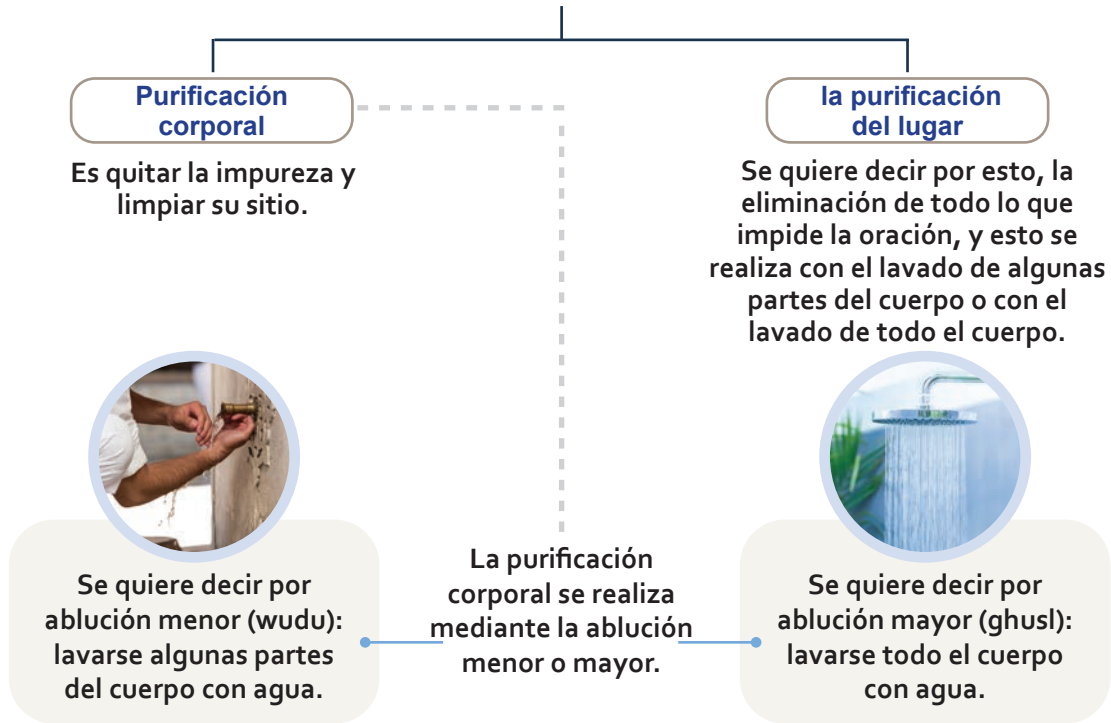 Purificación
corporal
Es quitar la impureza y
limpiar su sitio.
la purificación
del lugar
Se quiere decir por esto, la
eliminación de todo lo que
impide la oración, y esto se
realiza con el lavado de algunas
partes del cuerpo o con el
lavado de todo el cuerpo.
Se quiere decir por
ablución menor (wudu):
lavarse algunas partes
del cuerpo con agua.
La purificación
corporal se realiza
mediante la ablución
menor o mayor.
Se quiere decir por
ablución mayor (ghusl):
lavarse todo el cuerpo
con agua.